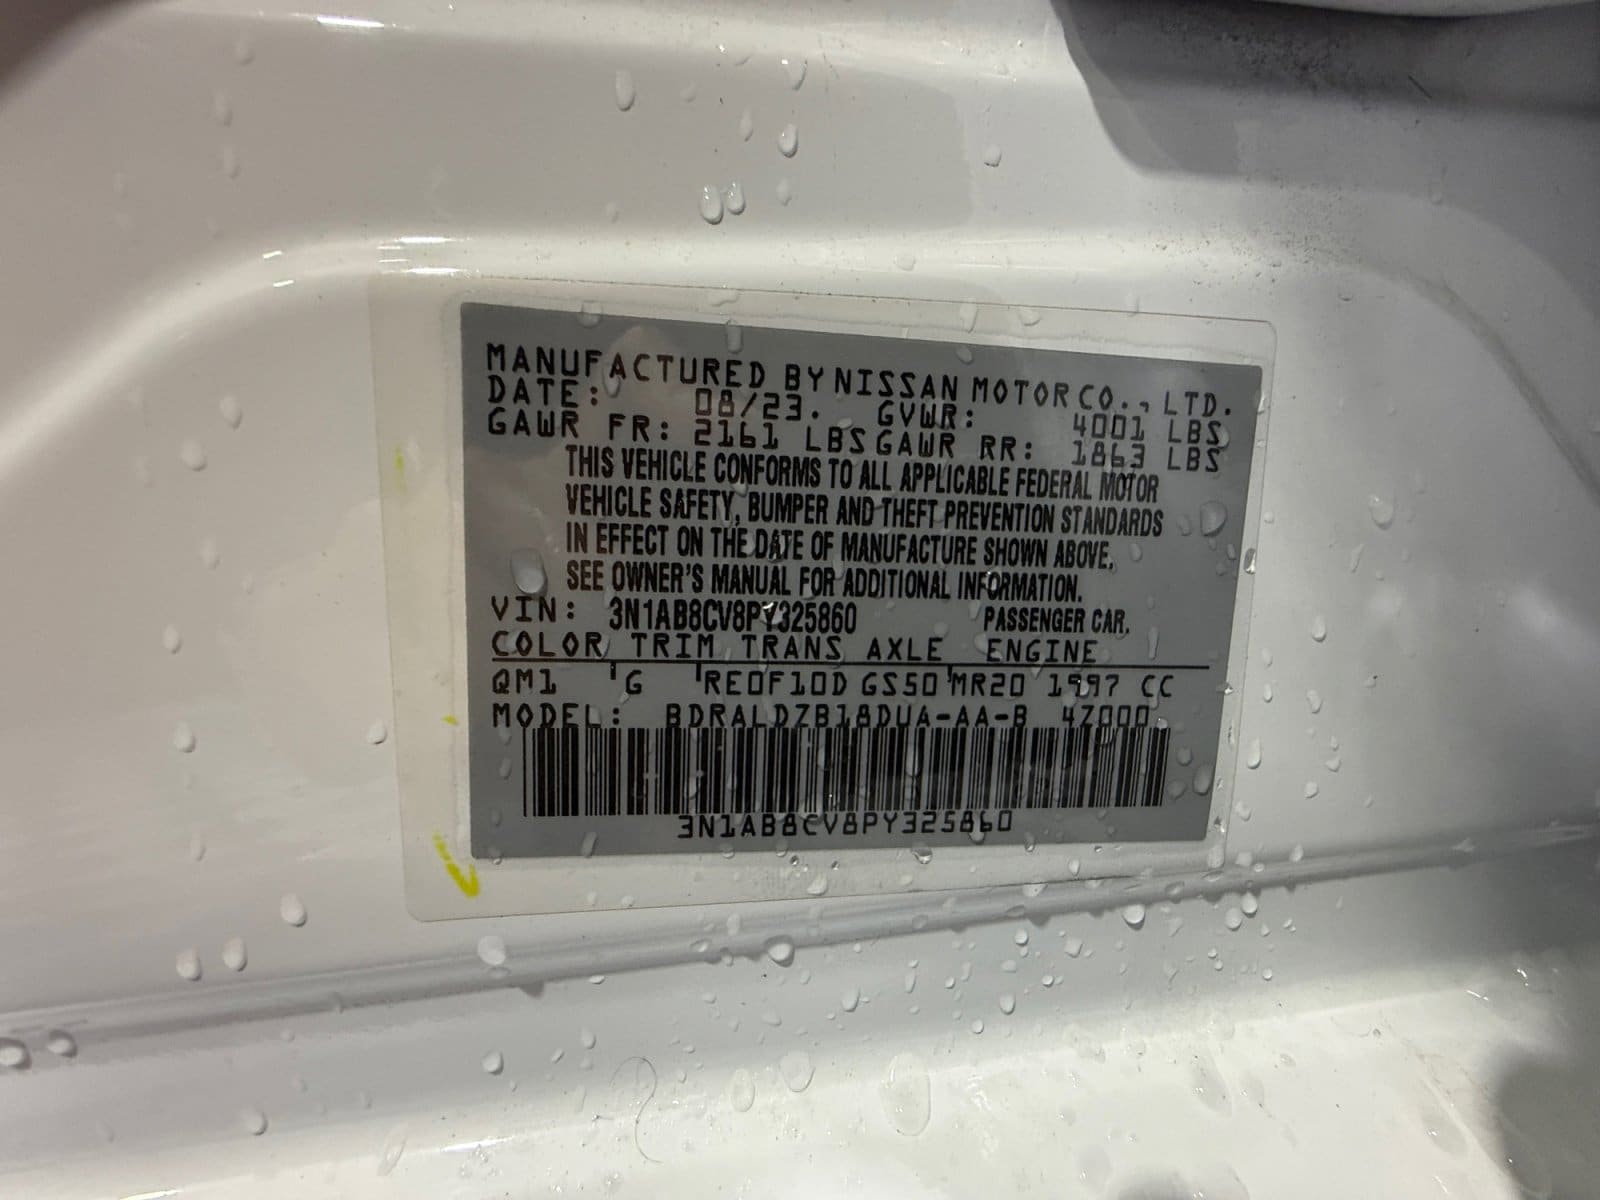 MANUFACTURED BY NISSAN MOTOR CO., LTD.
DATE: 08/23. GVWR: 4001 LBS
GAWR FR: 2161 LBS GAWR RR: 1863 LBS
THIS VEHICLE CONFORMS TO ALL APPLICABLE FEDERAL MOTOR
VEHICLE SAFETY, BUMPER AND THEFT PREVENTION STANDARDS
IN EFFECT ON THE DATE OF MANUFACTURE SHOWN ABOVE.
SEE OWNER'S MANUAL FOR ADDITIONAL INFORMATION.
VIN: 3N1AB8CV8PY325860 PASSENGER CAR.
COLOR TRIM TRANS AXLE ENGINE
QM1 G RE0F10D GS50 MR20 1997 CC
MODEL: BDRALDZB18DUA-AA-B 4Z000
3N1AB8CV8PY325860